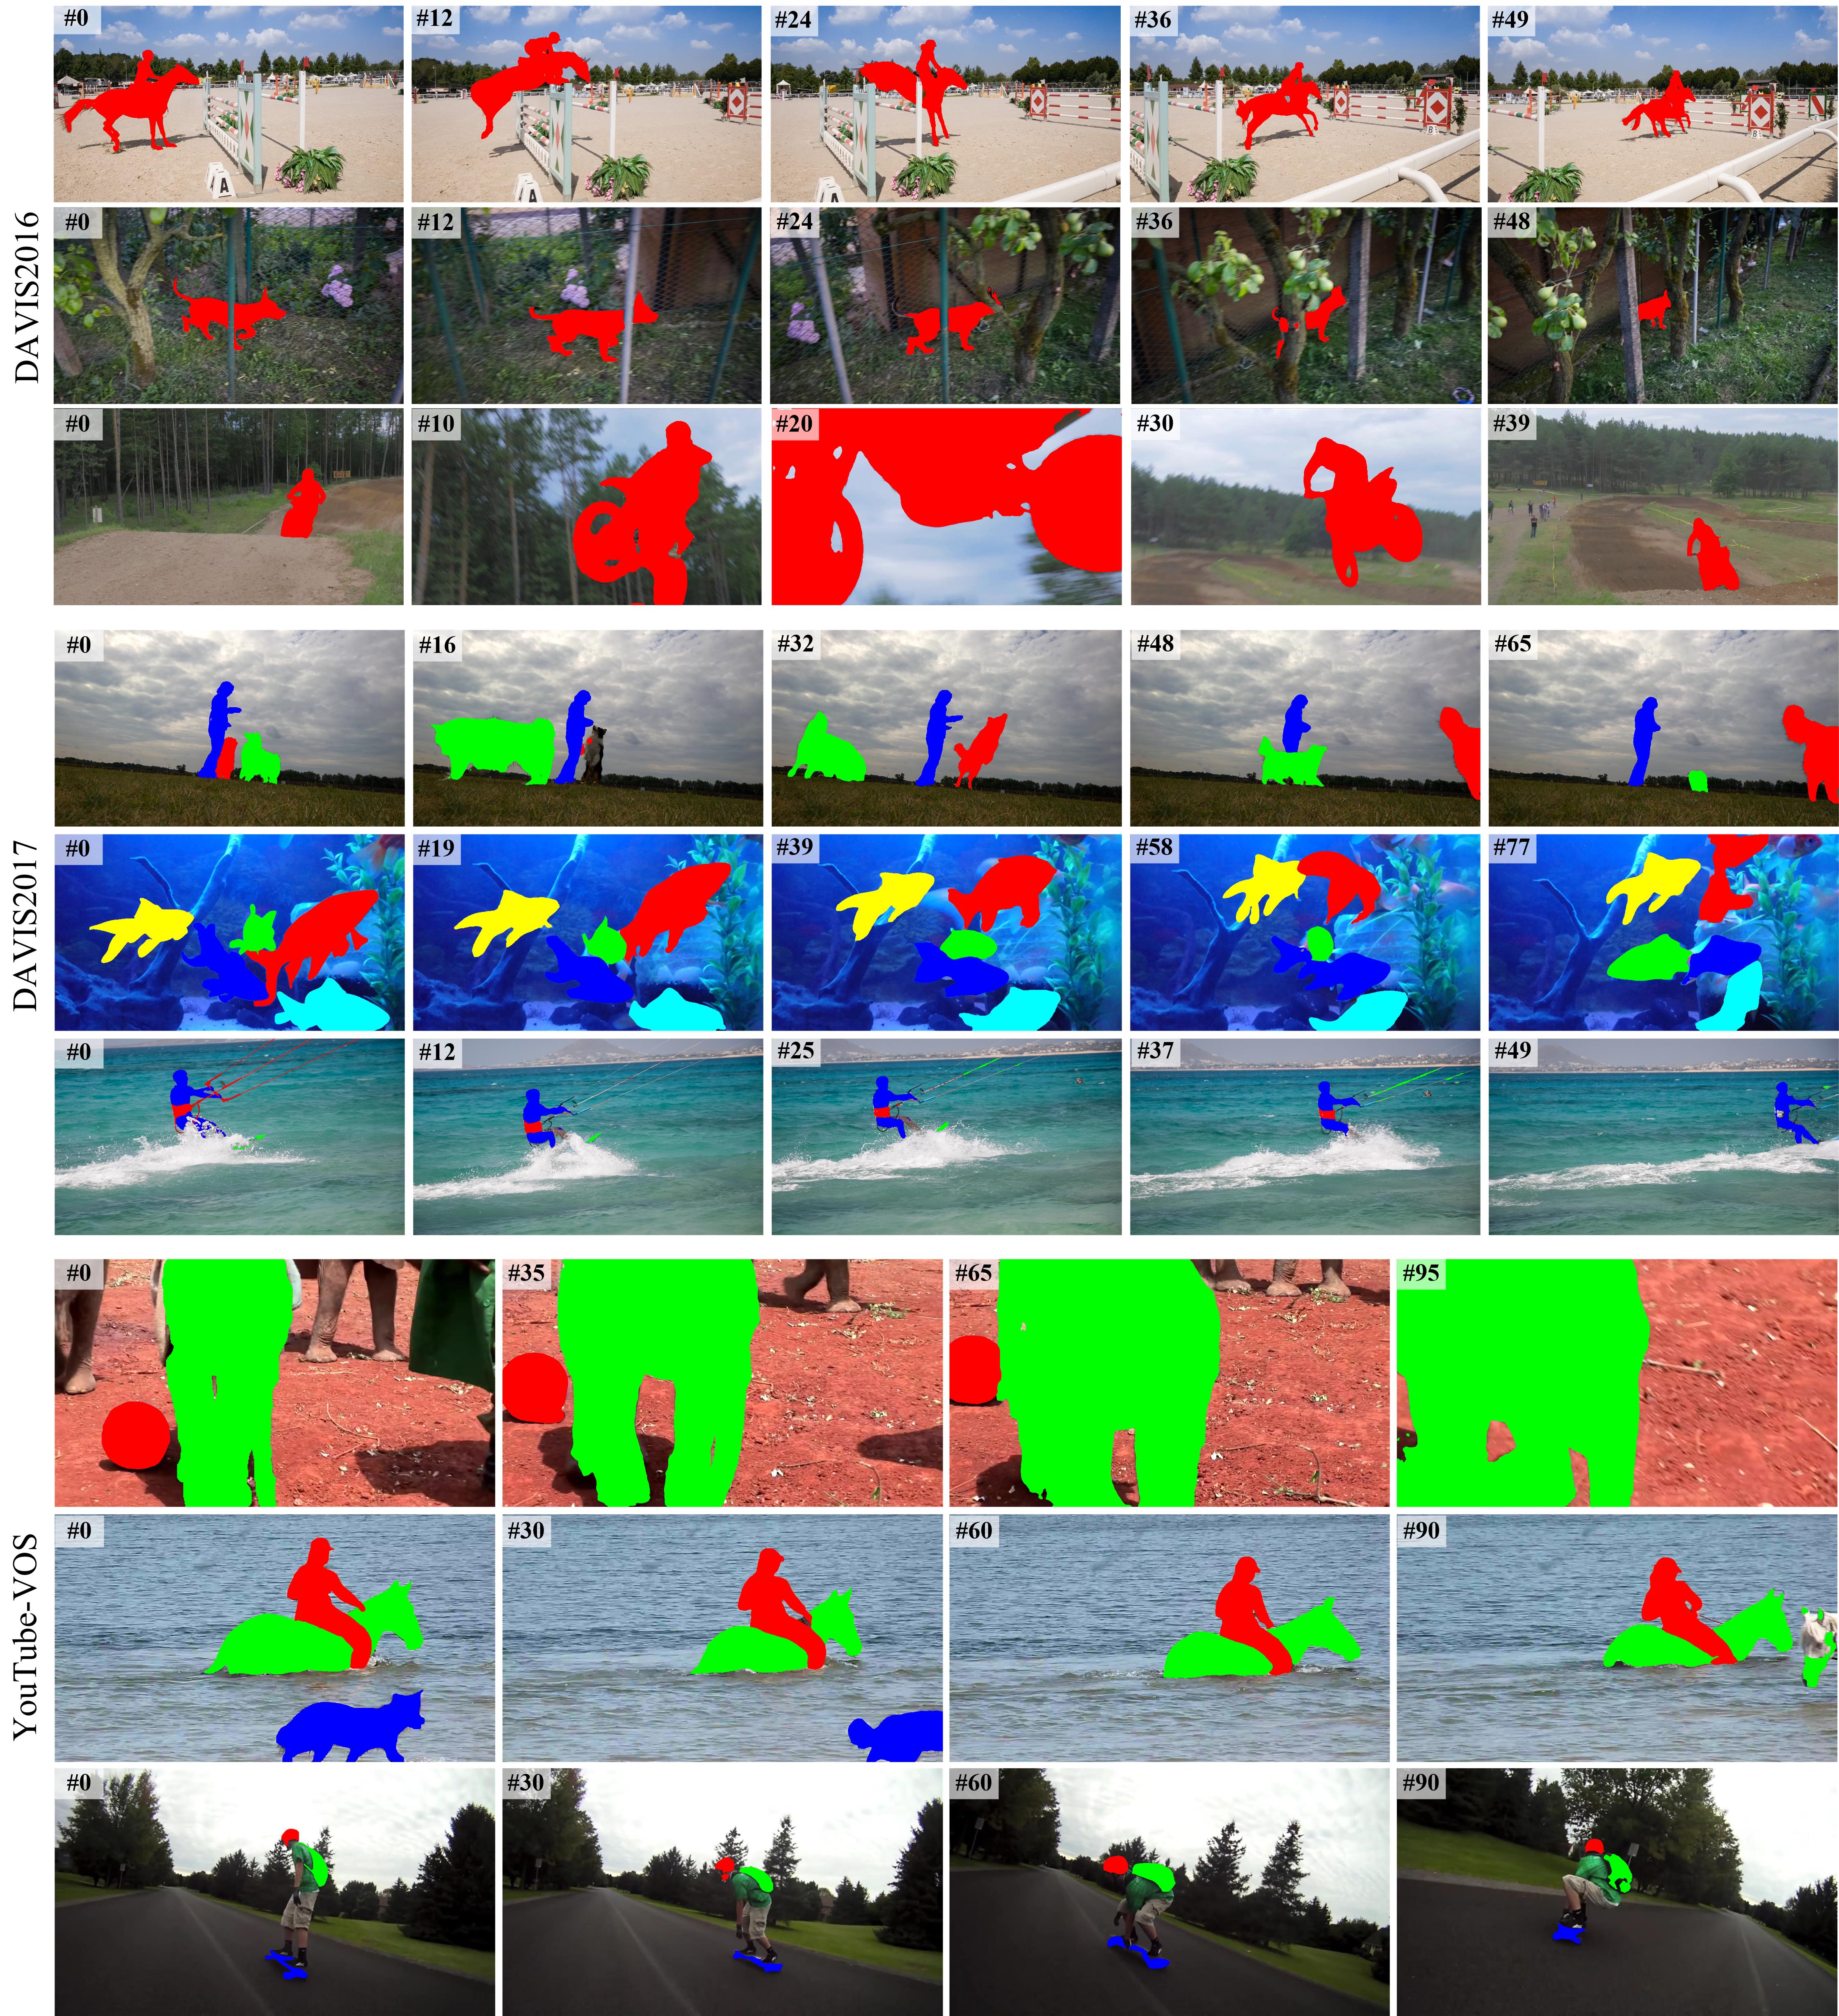 DAVIS2016
#0 #12 #24 #36 #49
A A A B B
#0 #12 #24 #36 #48
#0 #10 #20 #30 #39
DAVIS2017
#0 #16 #32 #48 #65
#0 #19 #39 #58 #77
#0 #12 #25 #37 #49
YouTube-VOS
#0 #35 #65 #95
#0 #30 #60 #90
#0 #30 #60 #90